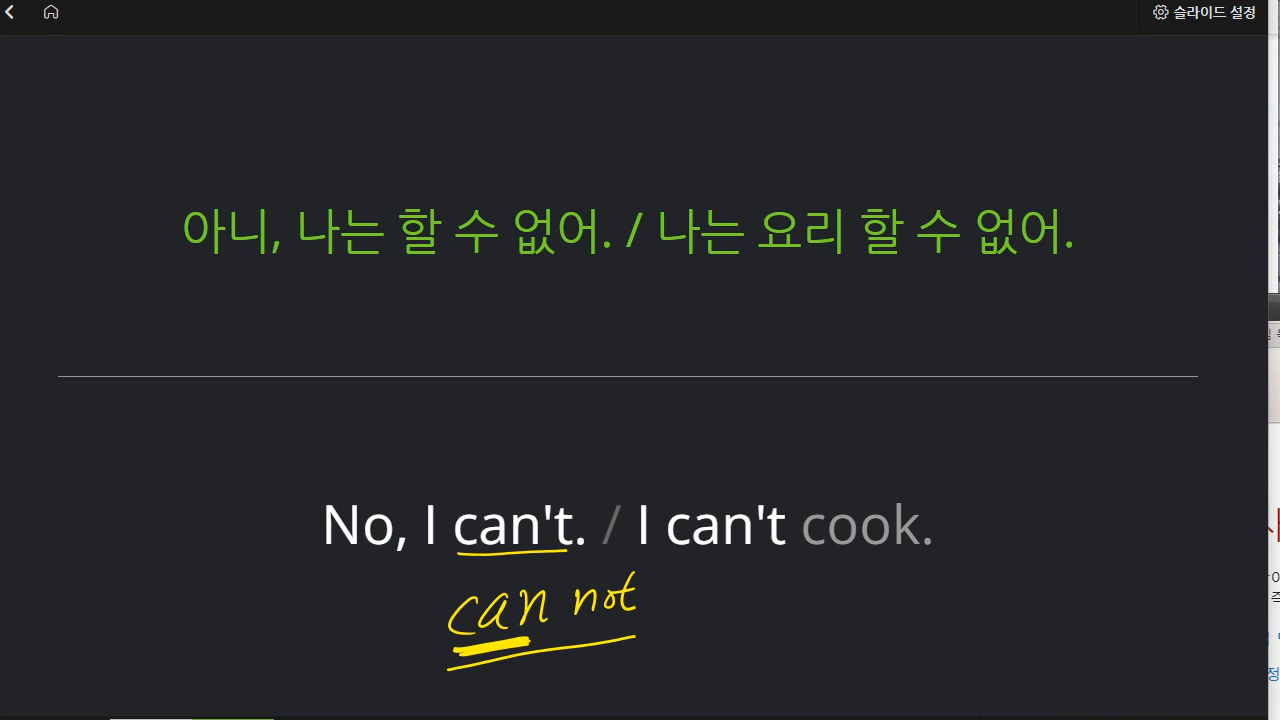 슬라이드 설정
아니, 나는 할 수 없어. / 나는 요리 할 수 없어.
No, I can't. / I can't cook.
can not